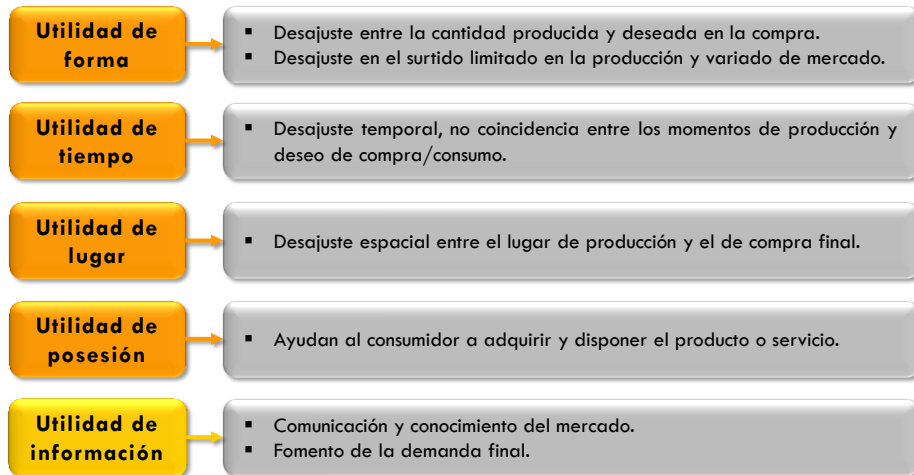 Utilidad de
forma
▪ Desajuste entre la cantidad producida y deseada en la compra.
▪ Desajuste en el surtido limitado en la producción y variado de mercado.
Utilidad de
tiempo
▪ Desajuste temporal, no coincidencia entre los momentos de producción y
deseo de compra/consumo.
Utilidad de
lugar
▪ Desajuste espacial entre el lugar de producción y el de compra final.
Utilidad de
posesión
▪ Ayudan al consumidor a adquirir y disponer el producto o servicio.
Utilidad de
información
▪ Comunicación y conocimiento del mercado.
▪ Fomento de la demanda final.